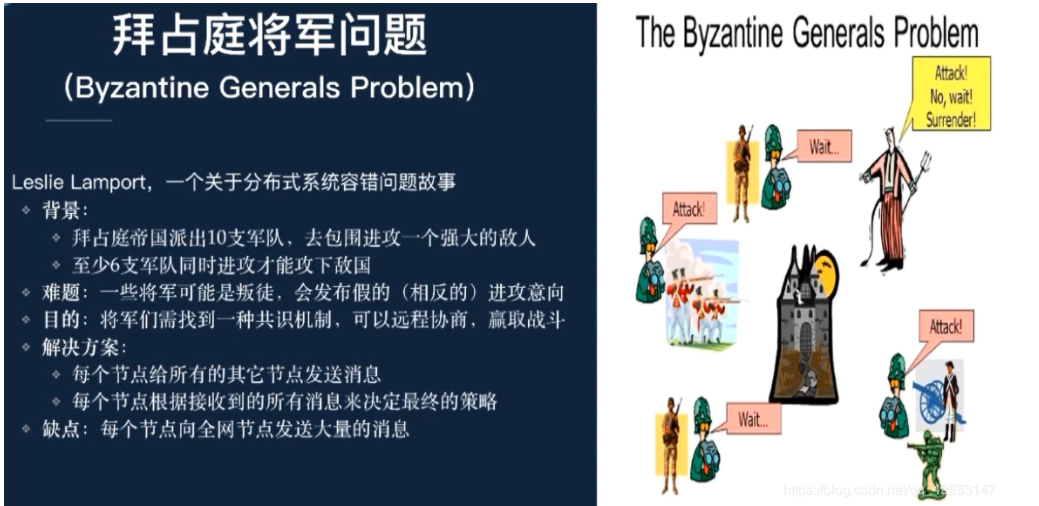 拜占庭将军问题
(Byzantine Generals Problem)
Leslie Lamport，一个关于分布式系统容错问题故事
背景：
拜占庭帝国派出10支军队，去包围进攻一个强大的敌人
至少6支军队同时进攻才能攻下敌国
难题：一些将军可能是叛徒，会发布假的（相反的）进攻意向
目的：将军们需找到一种共识机制，可以远程协商，赢取战斗
解决方案：
每个节点给所有的其它节点发送消息
每个节点根据接收到的所有消息来决定最终的策略
缺点：每个节点向全网节点发送大量的消息
The Byzantine Generals Problem
Attack!
No, wait!
Surrender!
Wait...
Attack!
Attack!
Wait...